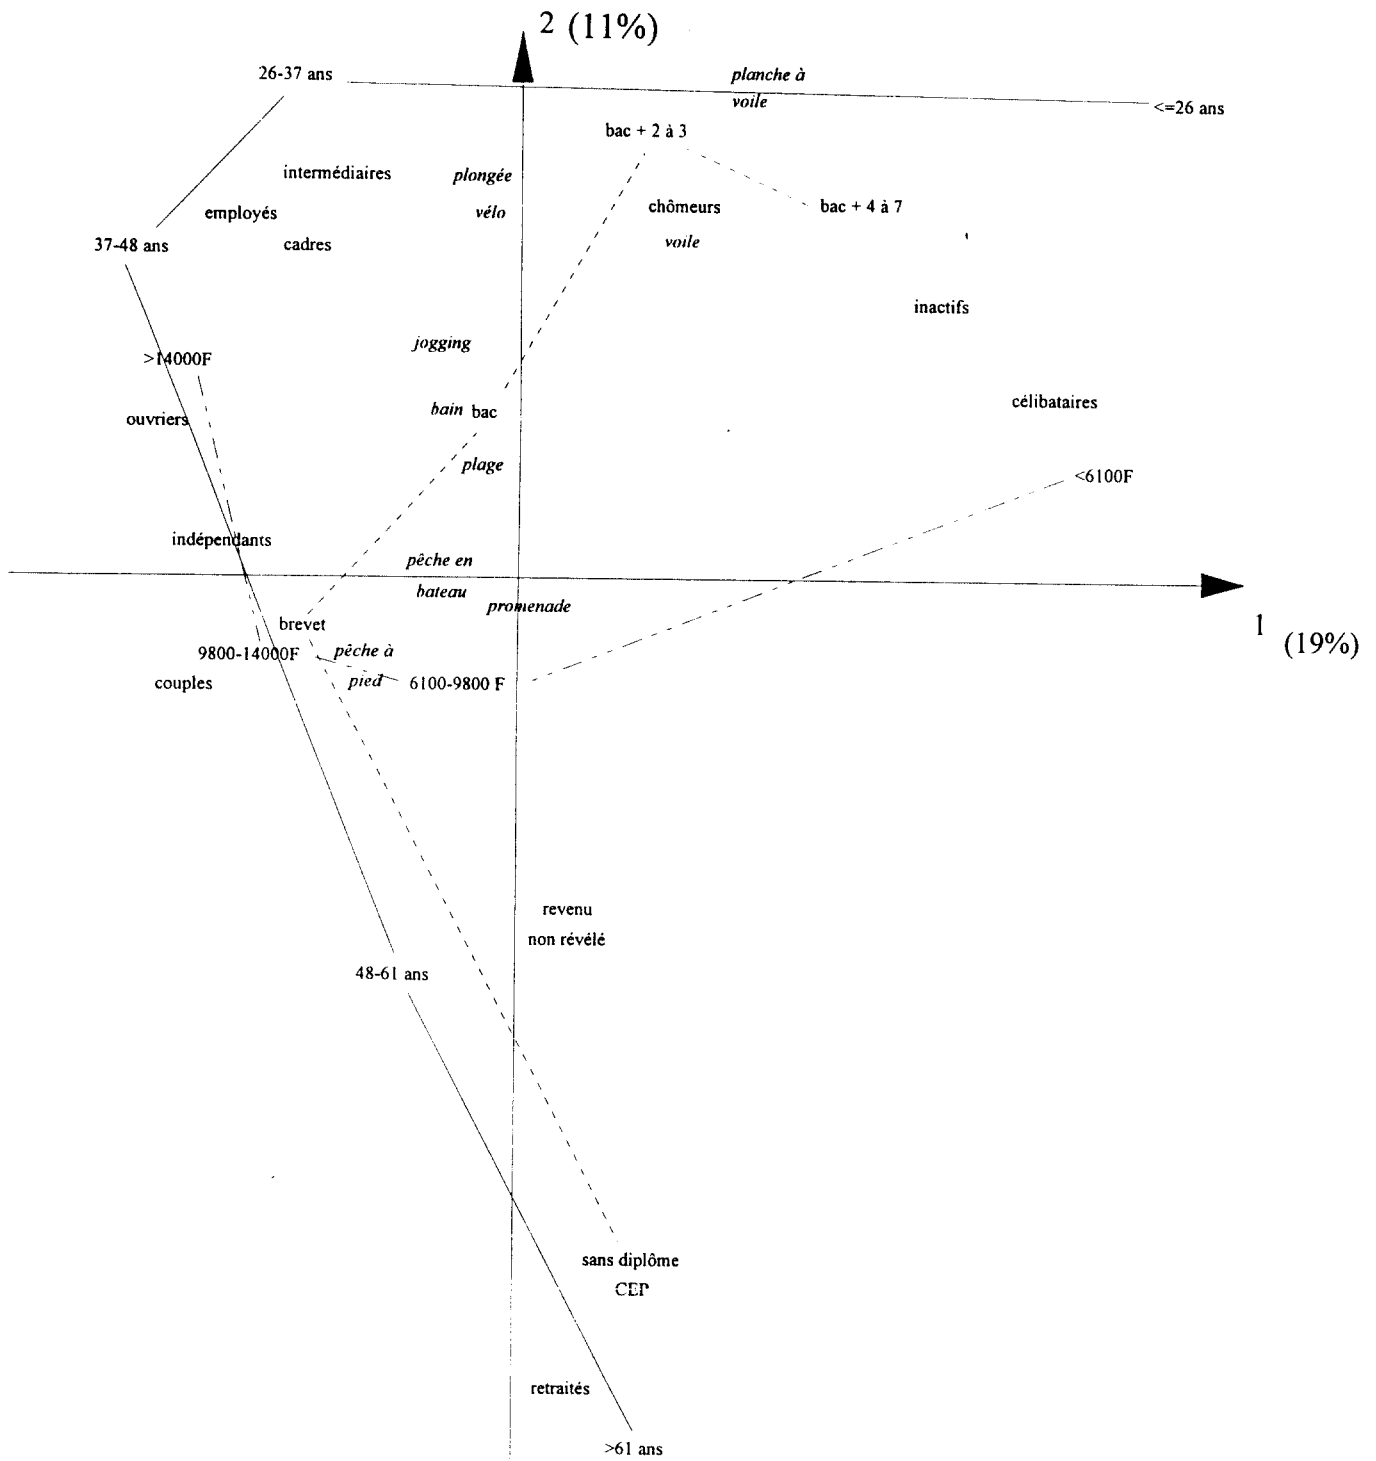 2 (11%)
26-37 ans
planche à
voile
<=26 ans
bac + 2 à 3
intermédiaires
plongée
employés
vélo
chômeurs
bac + 4 à 7
37-48 ans
cadres
voile
inactifs
jogging
>14000F
célibataires
bain bac
ouvriers
plage
<6100F
indépendants
pêche en
bateau
promenade
brevet
1 (19%)
9800-14000F
pêche à
pied
couples
6100-9800 F
revenu
non révélé
48-61 ans
sans diplôme
CEP
retraités
>61 ans